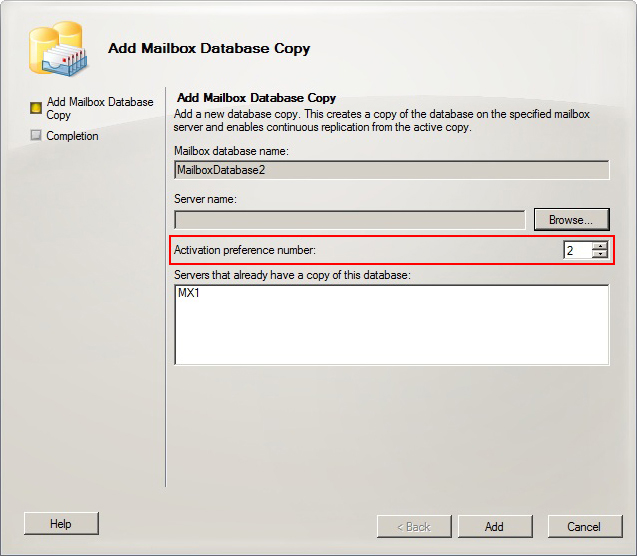 Add Mailbox Database Copy
Add Mailbox Database
Copy
Completion
Add Mailbox Database Copy
Add a new database copy. This creates a copy of the database on the specified mailbox
server and enables continuous replication from the active copy.
Mailbox database name:
MailboxDatabase2
Server name:
Browse...
Activation preference number:
2
Servers that already have a copy of this database:
MX1
Help
< Back
Add
Cancel